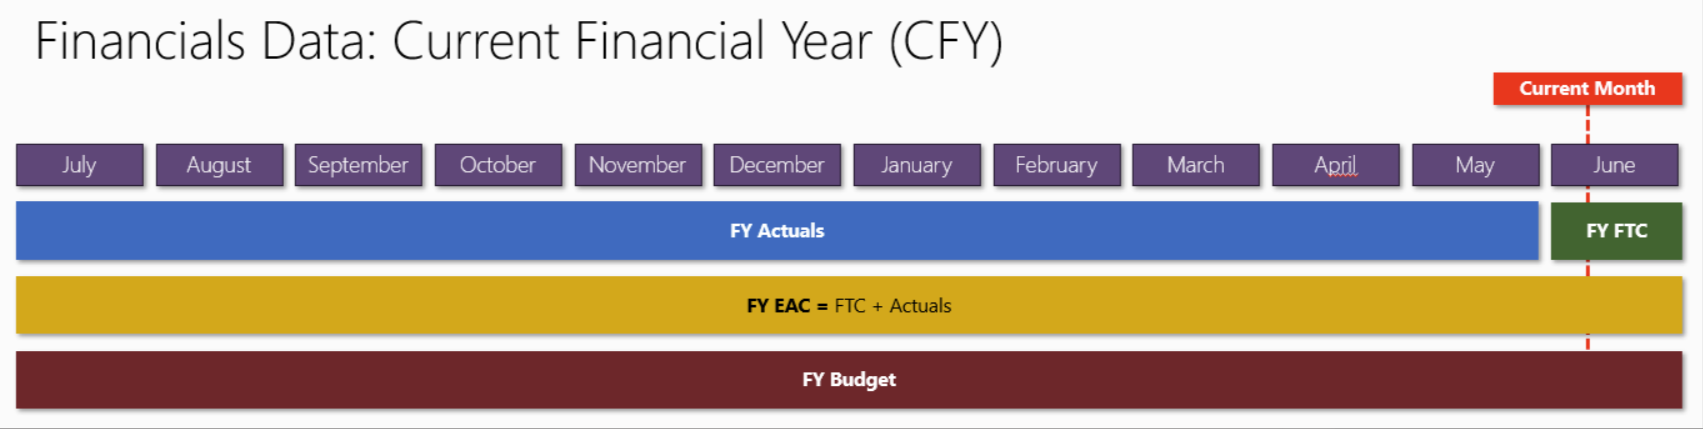 Financials Data: Current Financial Year (CFY)
Current Month
July August September October November December January February March April May June
FY Actuals FY FTC
FY EAC = FTC + Actuals
FY Budget